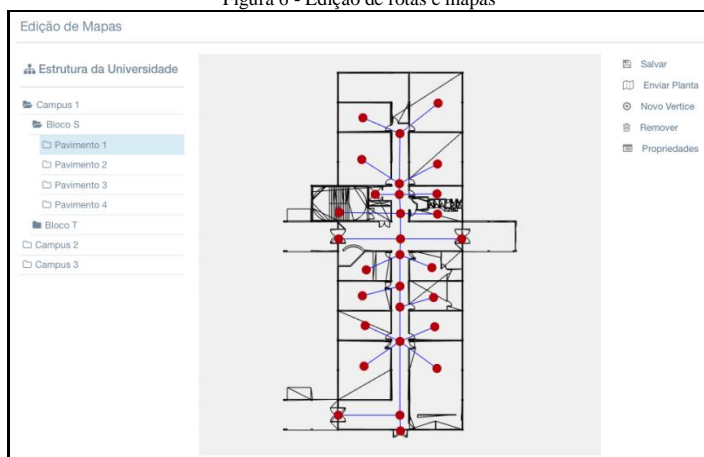 Figura 6 - Edição de rotas e mapas
Edição de Mapas
Estrutura da Universidade
Campus 1
Bloco S
Pavimento 1
Pavimento 2
Pavimento 3
Pavimento 4
Bloco T
Campus 2
Campus 3
Salvar
Enviar Planta
Novo Vertice
Remover
Propriedades